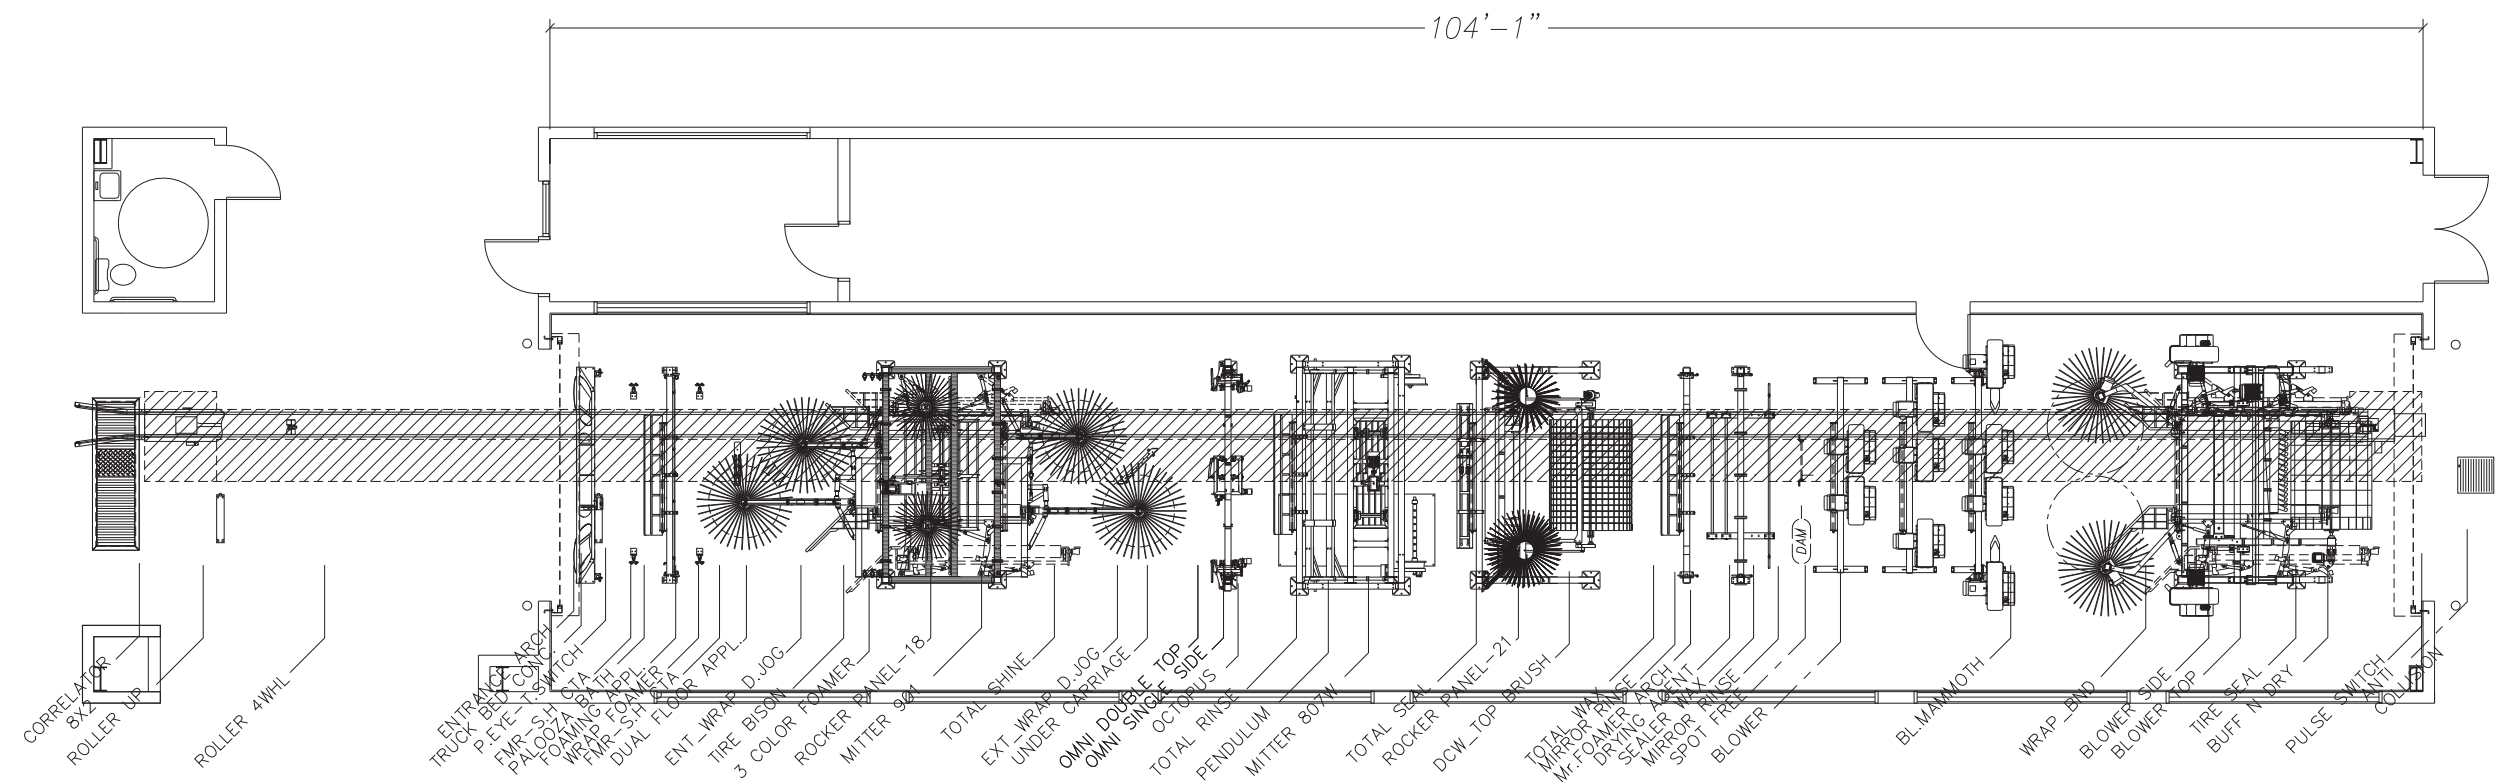 104'-1"
DAM
CORRELATOR
8X2
ROLLER UP
ROLLER 4WHL
ENTRANCE ARCH
TRUCK BED CONC.
P.EYE-T.SWITCH
FMR-S.H CTA
PALOOZA BATH
FOAMING APPL.
WRAP FOAMER
FMR-S.H CTA
DUAL FLOOR APPL.
ENT_WRAP D.JOG
TIRE BISON
3 COLOR FOAMER
ROCKER PANEL-18
MITTER 901
TOTAL SHINE
EXT_WRAP D.JOG
UNDER CARRIAGE
OMNI DOUBLE TOP
OMNI SINGLE SIDE
OCTOPUS
TOTAL RINSE
PENDULUM
MITTER 807W
TOTAL SEAL
ROCKER PANEL-21
DCW_TOP BRUSH
TOTAL WAX
MIRROR RINSE
Mr.FOAMER ARCH
DRYING AGENT
SEALER WAX
MIRROR RINSE
SPOT FREE
BLOWER
BL.MAMMOTH
WRAP_BND
BLOWER SIDE
BLOWER TOP
TIRE SEAL
BUFF N DRY
PULSE SWITCH
ANTI
COLLISION